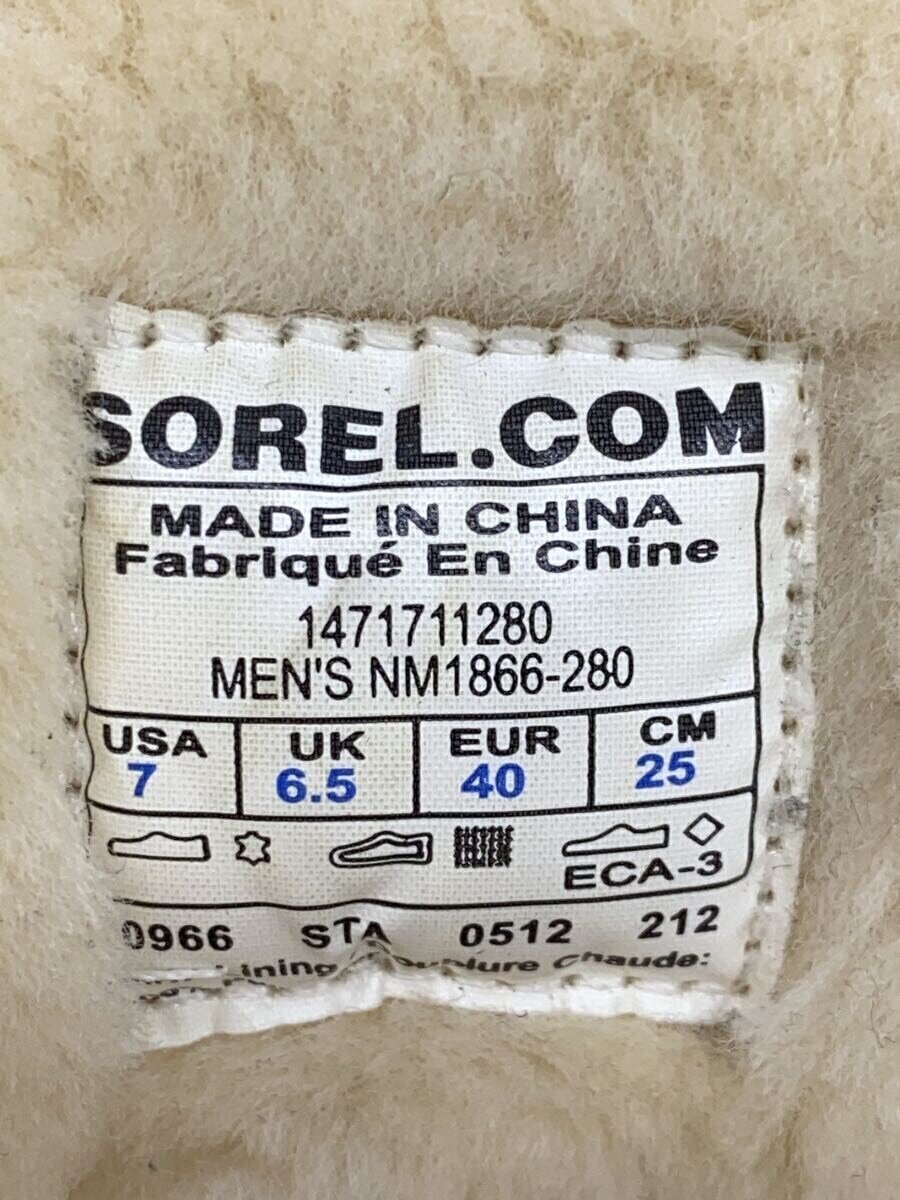 SOREL.COM
MADE IN CHINA
Fabriqué En Chine
1471711280
MEN'S NM1866-280
USA UK EUR CM
7 6.5 40 25
ECA-3
0966 STA 0512 212
Lining Doublure Chaude: